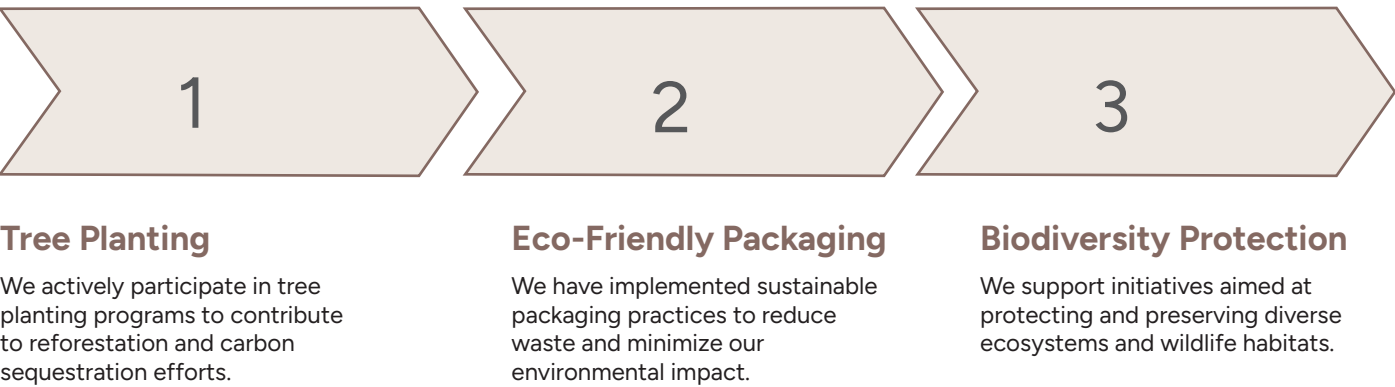 1
2
3
Tree Planting
We actively participate in tree
planting programs to contribute
to reforestation and carbon
sequestration efforts.
Eco-Friendly Packaging
We have implemented sustainable
packaging practices to reduce
waste and minimize our
environmental impact.
Biodiversity Protection
We support initiatives aimed at
protecting and preserving diverse
ecosystems and wildlife habitats.